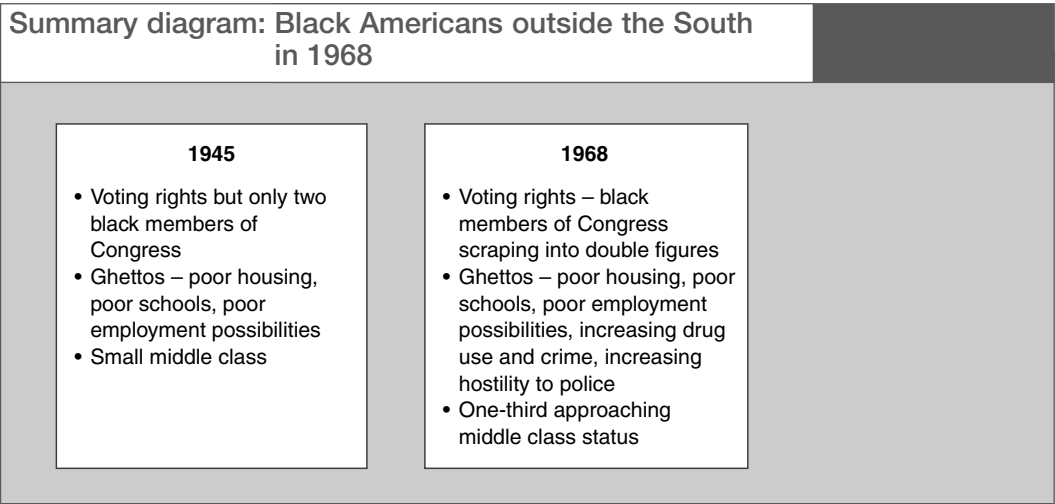 Summary diagram: Black Americans outside the South
in 1968
1945
• Voting rights but only two
black members of
Congress
• Ghettos – poor housing,
poor schools, poor
employment possibilities
• Small middle class
1968
• Voting rights – black
members of Congress
scraping into double figures
• Ghettos – poor housing, poor
schools, poor employment
possibilities, increasing drug
use and crime, increasing
hostility to police
• One-third approaching
middle class status